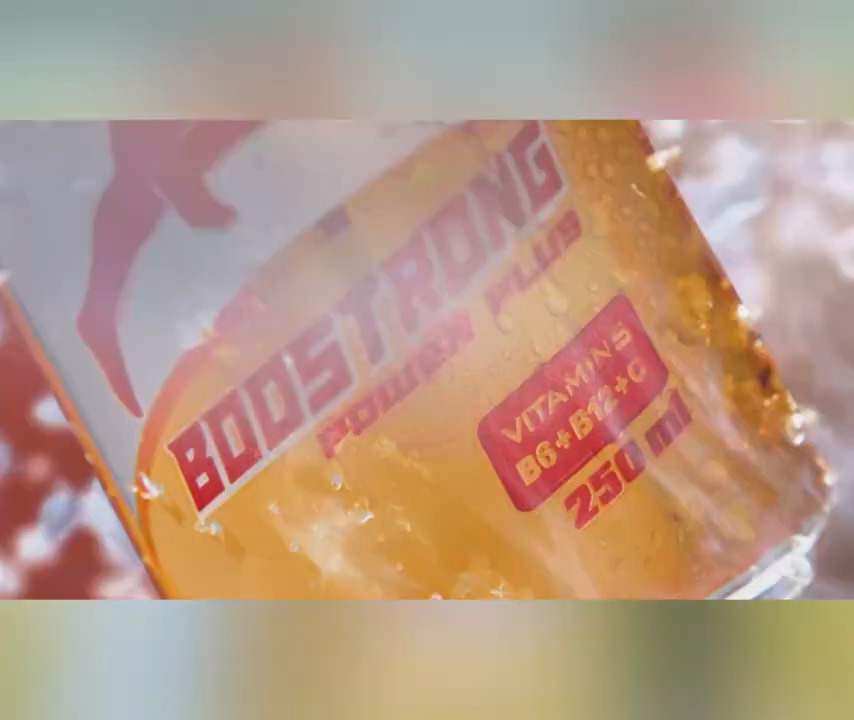 BOOSTRONG
POWER PLUS
VITAMINS
B6+B12+C
250 ml